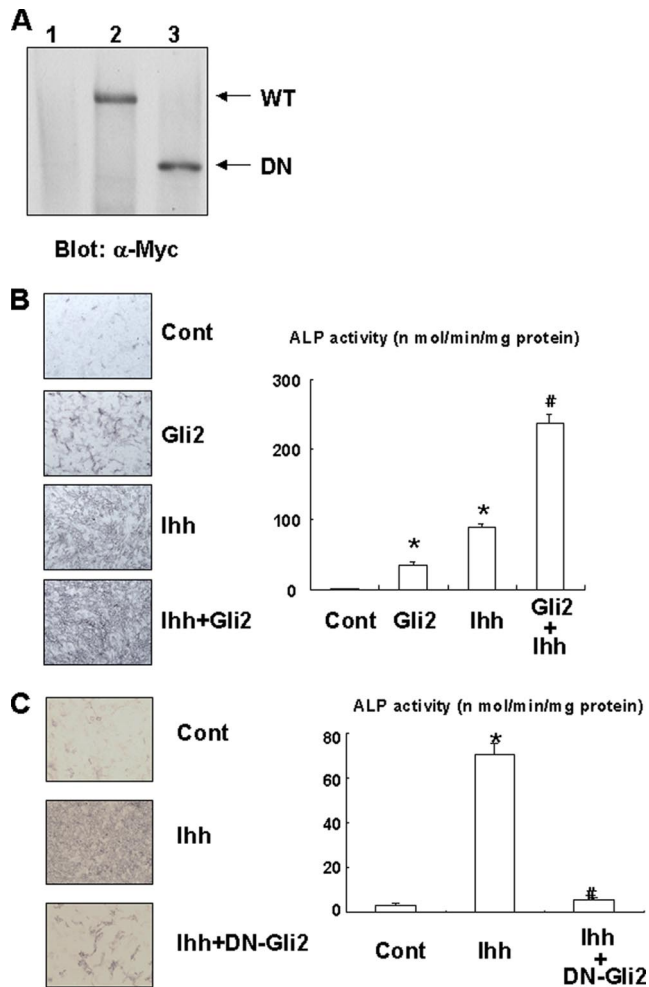 A
1 2 3
WT
DN
Blot: α-Myc
B
Cont
Gli2
Ihh
Ihh+Gli2
ALP activity (n mol/min/mg protein)
300
200
100
0
*
*
#
Cont Gli2 Ihh Gli2
+
Ihh
C
Cont
Ihh
Ihh+DN-Gli2
ALP activity (n mol/min/mg protein)
80
60
40
20
0
*
#
Cont Ihh Ihh
+
DN-Gli2